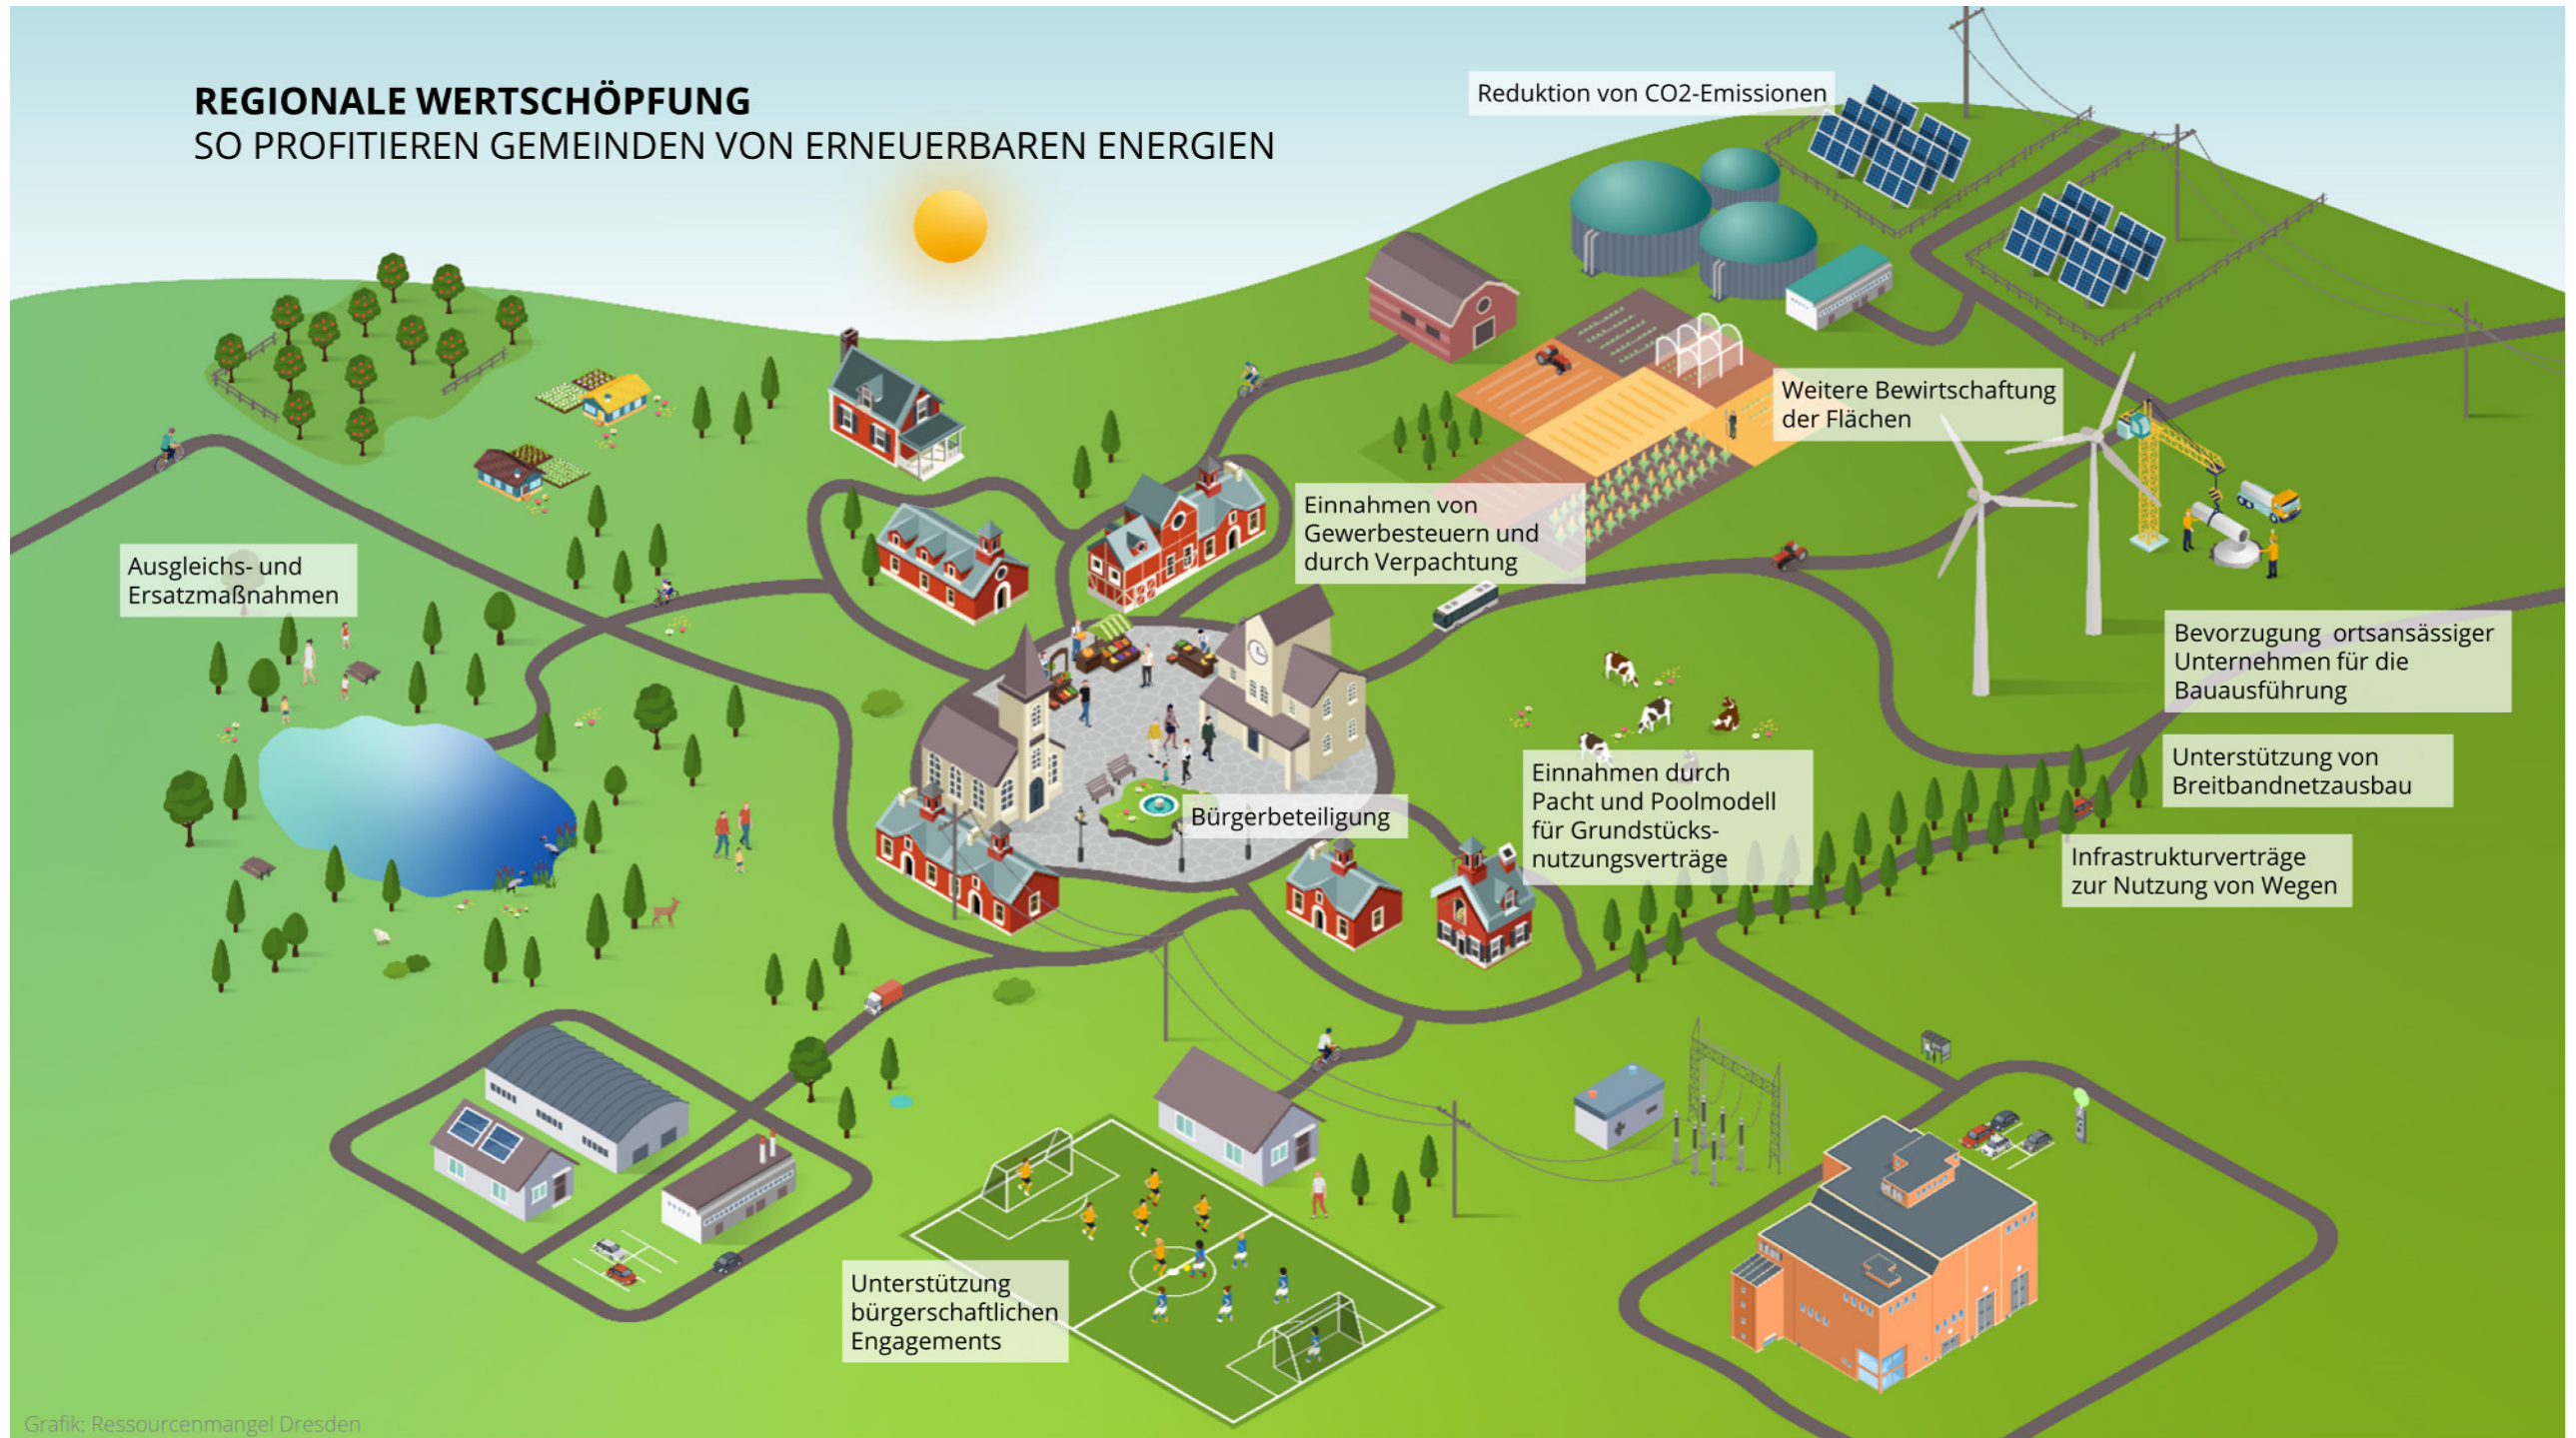 REGIONALE WERTSCHÖPFUNG
SO PROFITIEREN GEMEINDEN VON ERNEUERBAREN ENERGIEN
Reduktion von CO2-Emissionen
Weitere Bewirtschaftung
der Flächen
Einnahmen von
Gewerbesteuern und
durch Verpachtung
Ausgleichs- und
Ersatzmaßnahmen
Bevorzugung ortsansässiger
Unternehmen für die
Bauausführung
Unterstützung von
Breitbandnetzausbau
Einnahmen durch
Pacht und Poolmodell
für Grundstücks-
nutzungsverträge
Bürgerbeteiligung
Infrastrukturverträge
zur Nutzung von Wegen
Unterstützung
bürgerschaftlichen
Engagements
Grafik: Ressourcenmangel Dresden